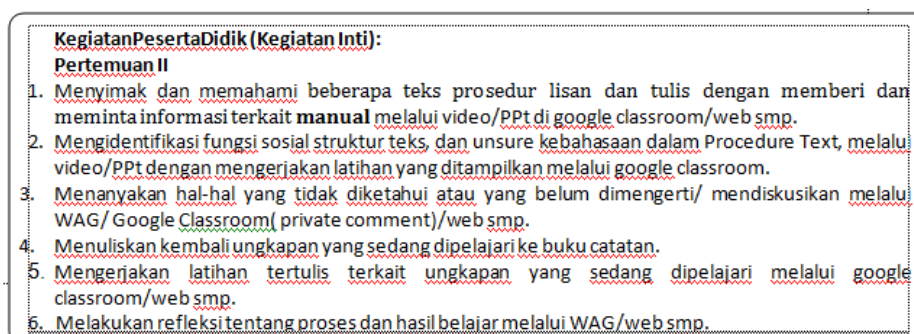 KegiatanPesertaDidik (Kegiatan Inti):
Pertemuan II
1. Menyimak dan memahami beberapa teks prosedur lisan dan tulis dengan memberi dan
meminta informasi terkait manual melalui video/PPt di google classroom/web smp.
2. Mengidentifikasi fungsi sosial struktur teks, dan unsure kebahasaan dalam Procedure Text, melalui
video/PPt dengan mengerjakan latihan yang ditampilkan melalui google classroom.
3. Menanyakan hal-hal yang tidak diketahui atau yang belum dimengerti/ mendiskusikan melalui
WAG/ Google Classroom( private comment)/web smp.
4. Menuliskan kembali ungkapan yang sedang dipelajari ke buku catatan.
5. Mengerjakan latihan tertulis terkait ungkapan yang sedang dipelajari melalui google
classroom/web smp.
6. Melakukan refleksi tentang proses dan hasil belajar melalui WAG/web smp.